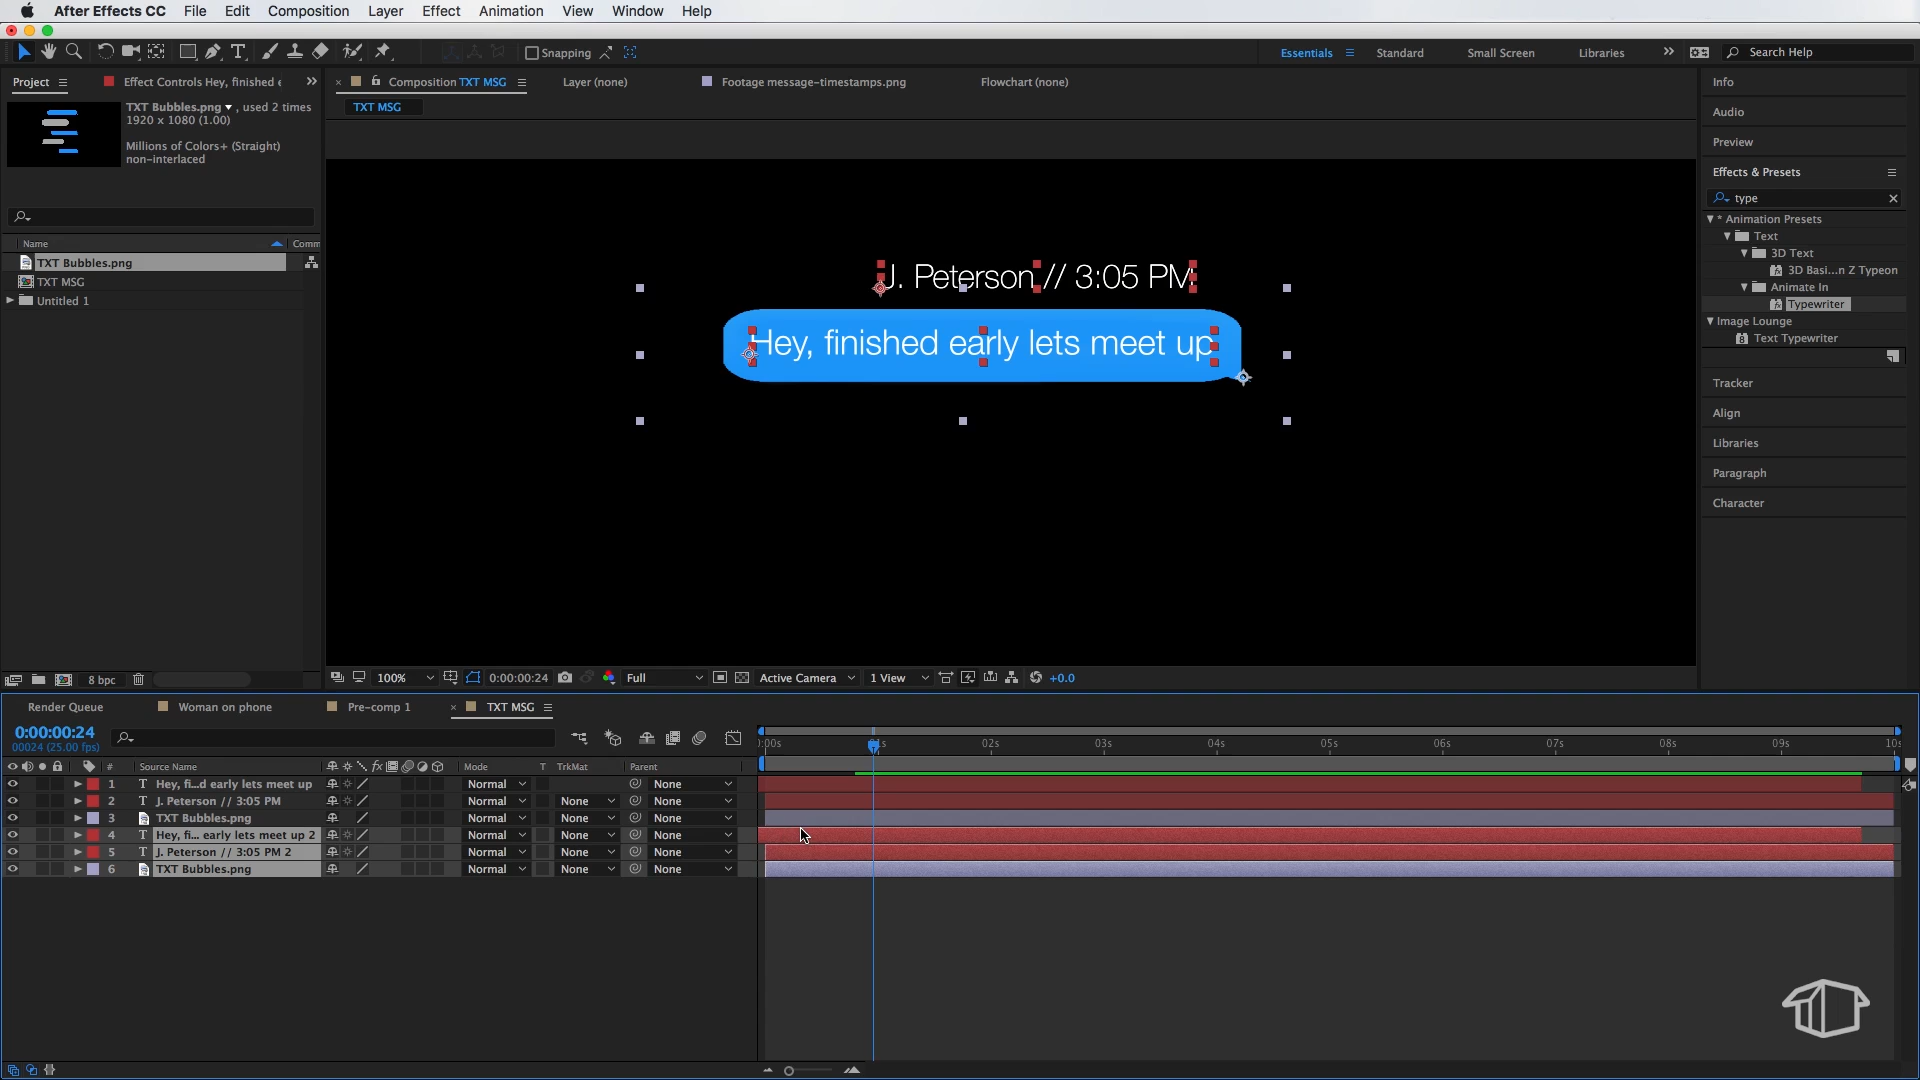 After Effects CC File Edit Composition Layer Effect Animation View Window Help
Snapping Essentials Standard Small Screen Libraries Search Help
Project Effect Controls Hey, finished e
Composition TXT MSG Layer (none) Footage message-timestamps.png Flowchart (none)
TXT MSG
TXT Bubbles.png , used 2 times
1920 x 1080 (1.00)
Millions of Colors+ (Straight)
non-interlaced
Name Comm
TXT Bubbles.png
TXT MSG
Untitled 1
8 bpc
J. Peterson // 3:05 PM
Hey, finished early lets meet up
100% 0:00:00:24 Full Active Camera 1 View +0.0
Info
Audio
Preview
Effects & Presets
type
* Animation Presets
Text
3D Text
3D Basi...n Z Typeon
Animate In
Typewriter
Image Lounge
Text Typewriter
Tracker
Align
Libraries
Paragraph
Character
Render Queue Woman on phone Pre-comp 1 TXT MSG
0:00:00:24
00024 (25.00 fps)
:00s 02s 03s 04s 05s 06s 07s 08s 09s 10s
# Source Name fx Mode T TrkMat Parent
1 T Hey, fi...d early lets meet up Normal None
2 T J. Peterson // 3:05 PM Normal None None
3 TXT Bubbles.png Normal None None
4 T Hey, fi... early lets meet up 2 Normal None None
5 T J. Peterson // 3:05 PM 2 Normal None None
6 TXT Bubbles.png Normal None None